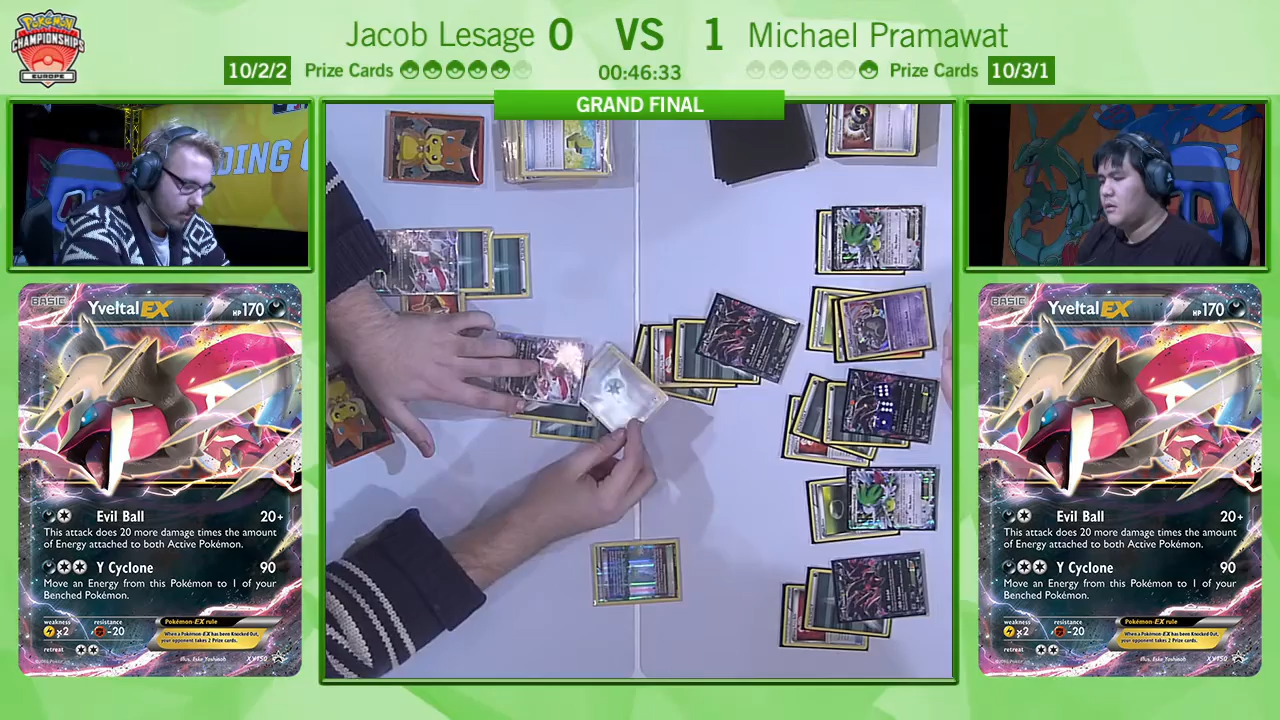 Pokémon
CHAMPIONSHIPS
EUROPE
Jacob Lesage 0 VS 1 Michael Pramawat
10/2/2 Prize Cards 00:46:33 Prize Cards 10/3/1
GRAND FINAL
DING
BASIC
Yveltal EX HP 170
Evil Ball 20+
This attack does 20 more damage times the amount
of Energy attached to both Active Pokémon.
Y Cyclone 90
Move an Energy from this Pokémon to 1 of your
Benched Pokémon.
weakness
×2
resistance
-20
retreat
Pokémon-EX rule
When a Pokémon-EX has been Knocked Out,
your opponent takes 2 Prize cards.
XY150
BASIC
Yveltal EX HP 170
Evil Ball 20+
This attack does 20 more damage times the amount
of Energy attached to both Active Pokémon.
Y Cyclone 90
Move an Energy from this Pokémon to 1 of your
Benched Pokémon.
weakness
×2
resistance
-20
retreat
Pokémon-EX rule
When a Pokémon-EX has been Knocked Out,
your opponent takes 2 Prize cards.
XY150